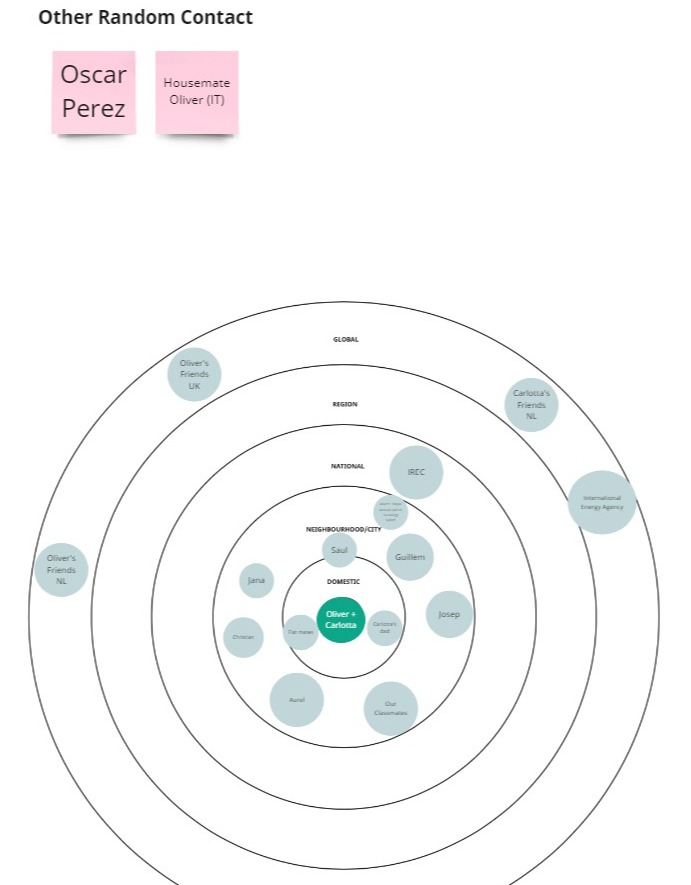 Other Random Contact
Oscar
Perez
Housemate
Oliver (IT)
GLOBAL
Oliver's
Friends
UK
Carlotta's
Friends
NL
REGION
NATIONAL
IREC
International
Energy Agency
NEIGHBOURHOOD/CITY
Saul
Guillem
Oliver's
Friends
NL
Jana
DOMESTIC
Oliver +
Carlotta
Josep
Christian
Flat mates
Carlotta's
dad
Aurel
Our
Classmates